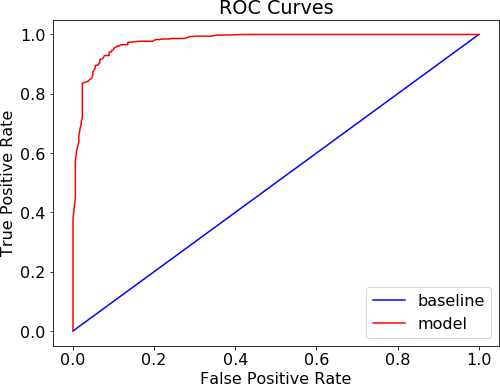 ROC Curves
1.0
0.8
0.6
0.4
0.2
0.0
True Positive Rate
0.0 0.2 0.4 0.6 0.8 1.0
False Positive Rate
baseline
model